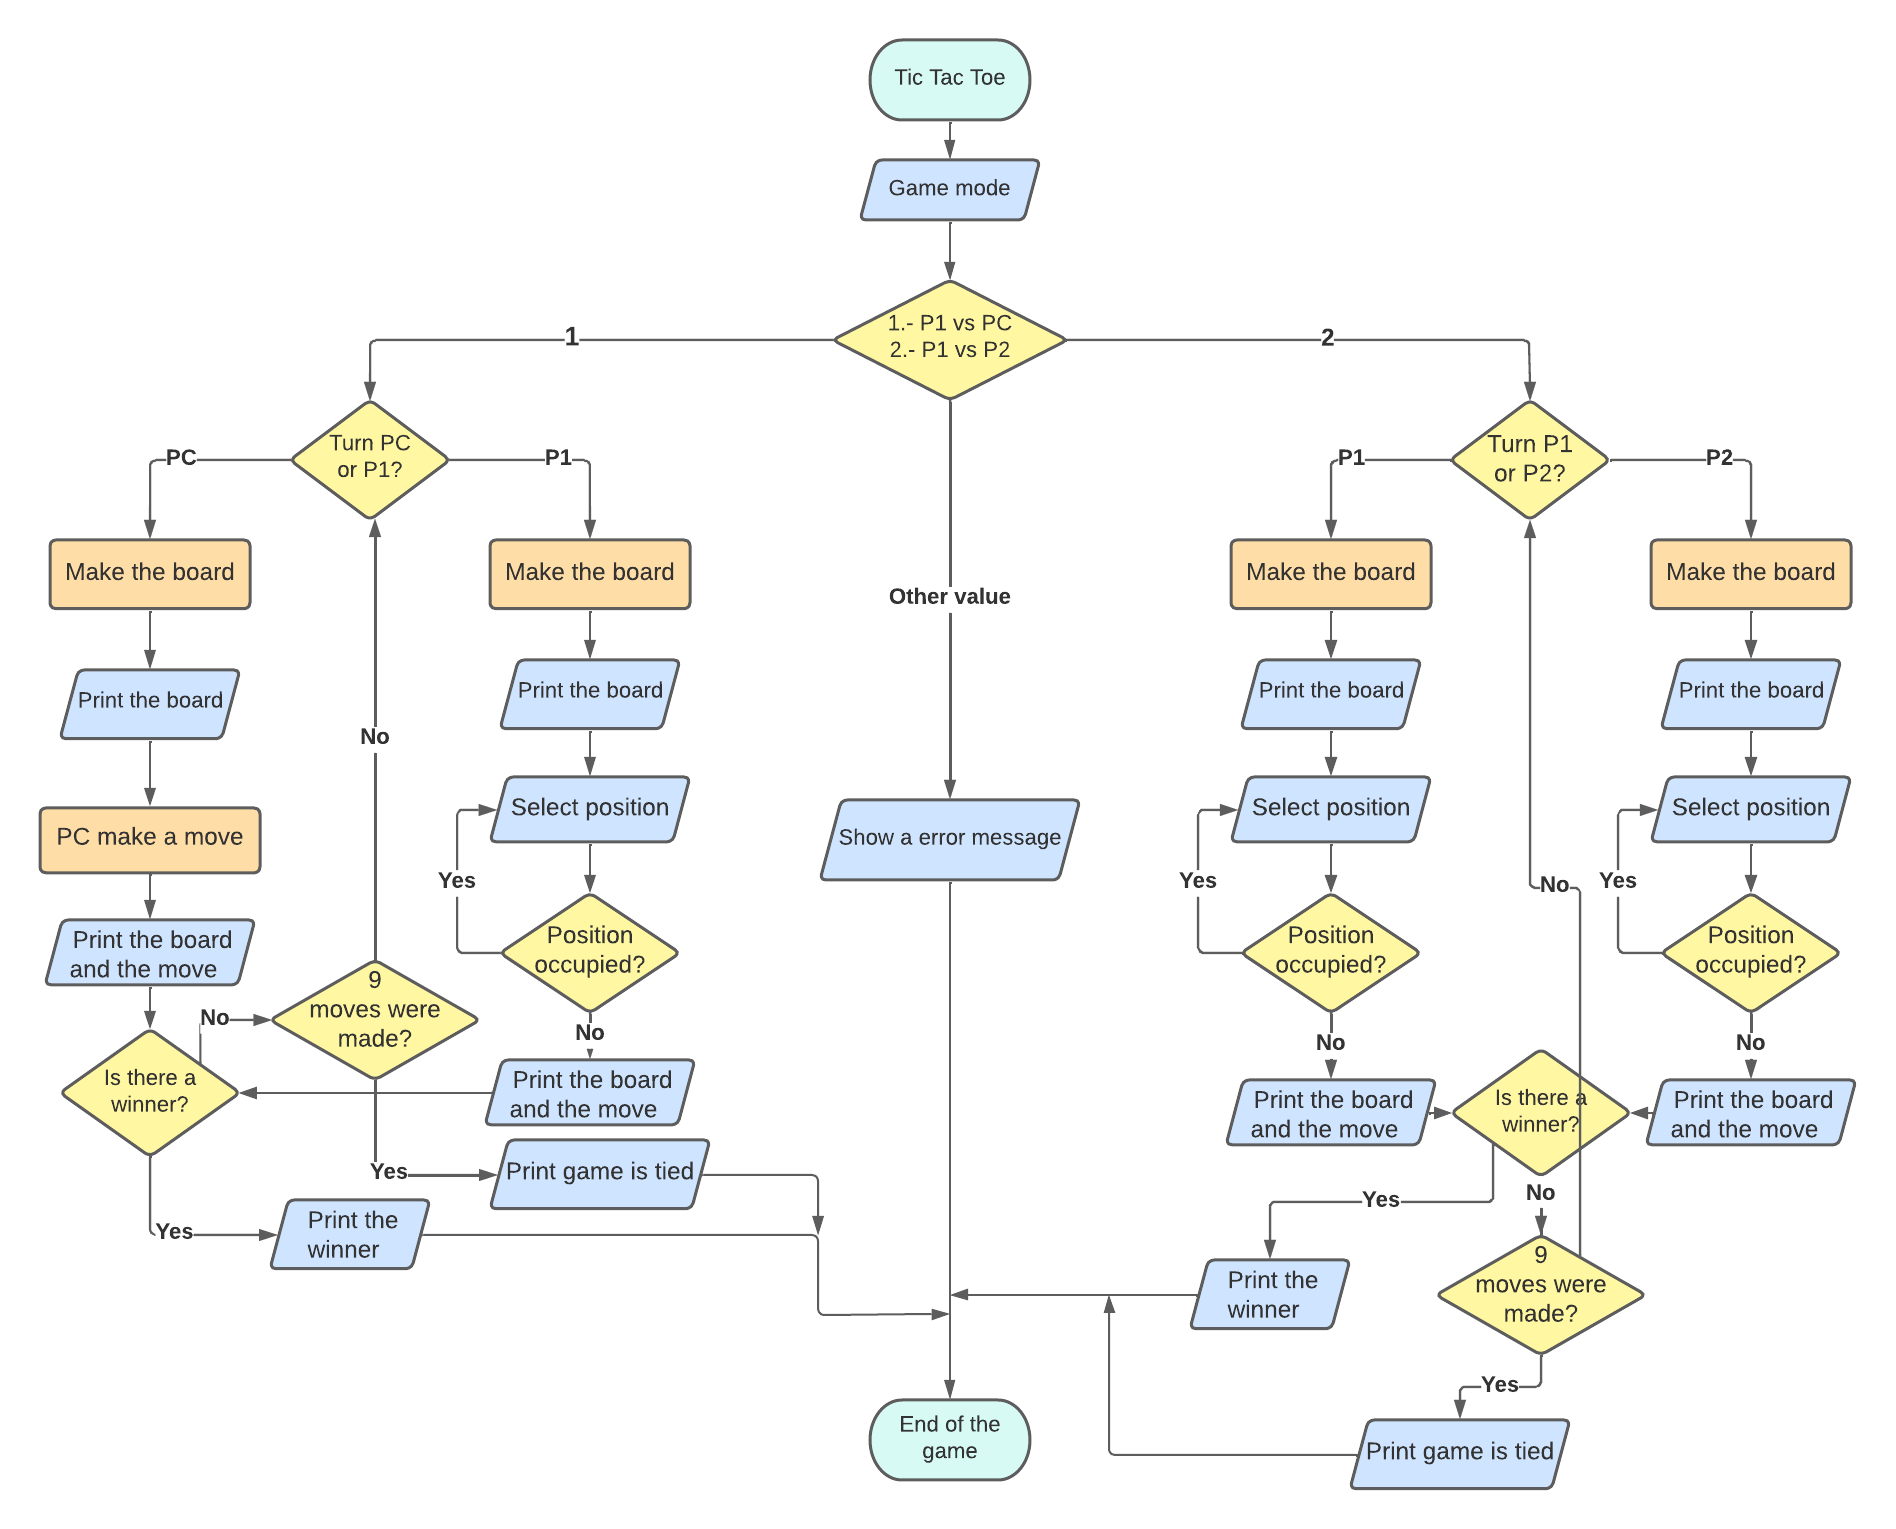 Tic Tac Toe
Game mode
1.- P1 vs PC
2.- P1 vs P2
1
2
Turn PC
or P1?
PC
P1
Turn P1
or P2?
P1
P2
Make the board
Make the board
Other value
Make the board
Make the board
Print the board
Print the board
Print the board
Print the board
No
PC make a move
Select position
Show a error message
Select position
Select position
Yes
Yes
No
Yes
Print the board
and the move
Position
occupied?
Position
occupied?
Position
occupied?
No
9
moves were
made?
No
No
No
Is there a
winner?
Print the board
and the move
Print the board
and the move
Is there a
winner?
Print the board
and the move
Yes
Print game is tied
No
Yes
Yes
Print the
winner
9
moves were
made?
Print the
winner
Yes
End of the
game
Print game is tied